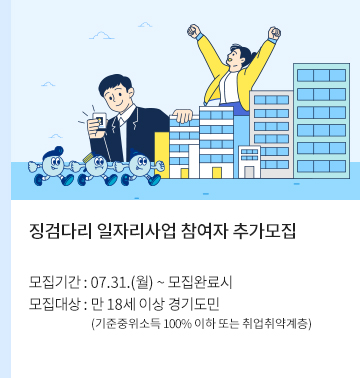 징검다리 일자리사업 참여자 추가모집
모집기간 : 07.31.(월) ~ 모집완료시
모집대상 : 만 18세 이상 경기도민
(기준중위소득 100% 이하 또는 취업취약계층)